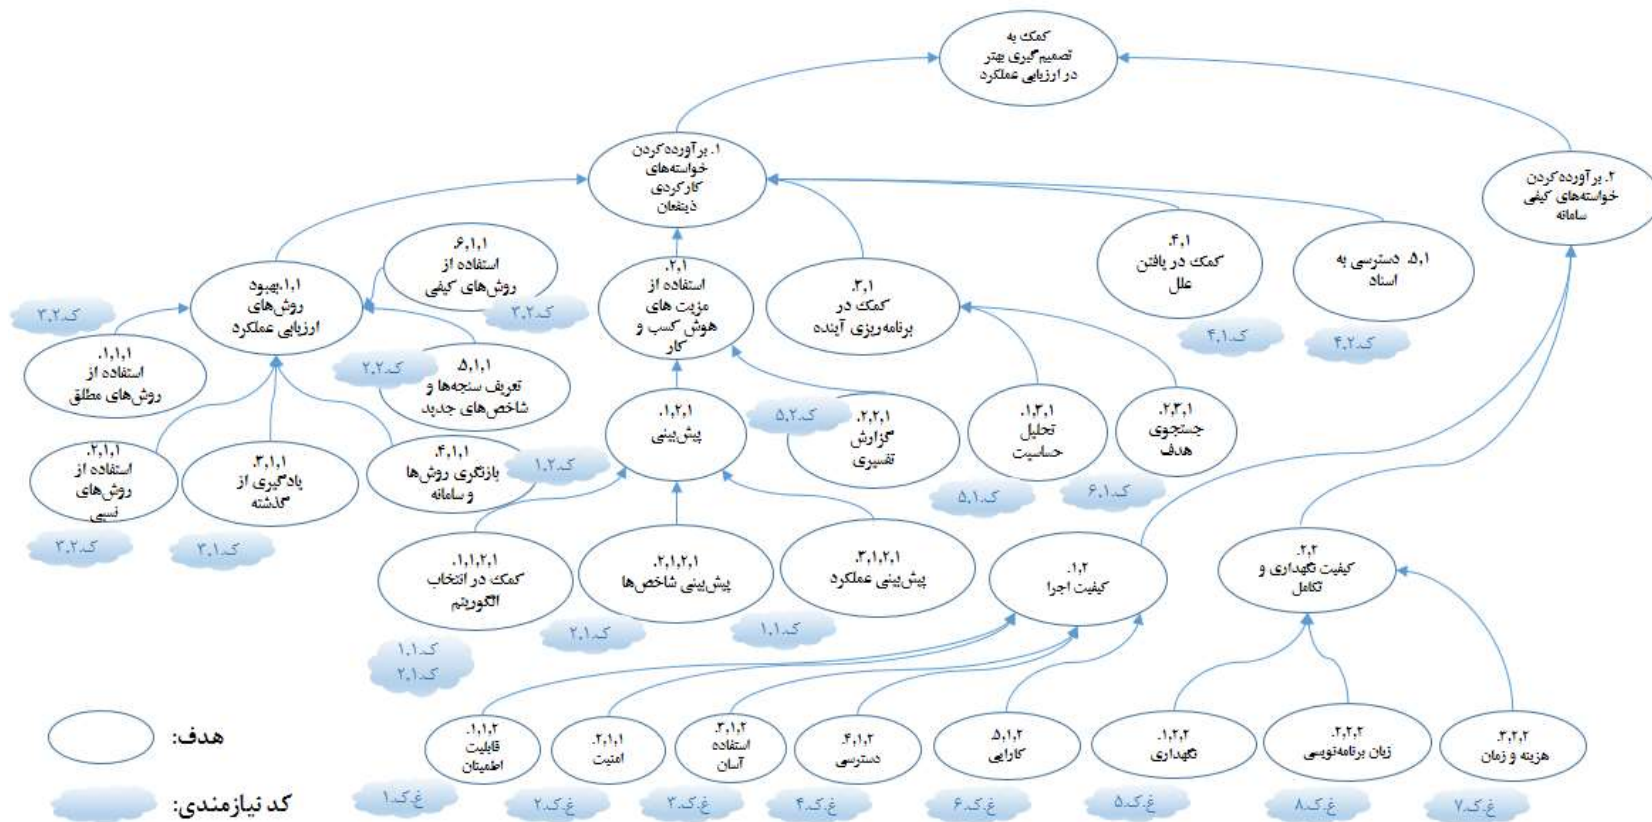 کمک به
تصمیم‌گیری بهتر
در ارزیابی عملکرد
۱. برآورده‌کردن
خواسته‌های
کارکردی
ذینفعان
۲. برآورده‌کردن
خواسته‌های کیفی
سامانه
۱,۱.بهبود
روش‌های
ارزیابی عملکرد
۶,۱,۱.
استفاده از
روش‌های کیفی
ک.۳.۲
۲,۱.
استفاده از
مزیت های
هوش کسب و
کار
۳,۱.
کمک در
برنامه‌ریزی آینده
۴,۱.
کمک در یافتن
علل
ک.۴.۱
۵,۱. دسترسی به
اسناد
ک.۴.۲
ک.۳.۲
۱,۱,۱.
استفاده از
روش‌های مطلق
ک.۲.۲
۵,۱,۱.
تعریف سنجه‌ها و
شاخص‌های جدید
۲,۱,۱.
استفاده از
روش‌های
نسبی
ک.۳.۲
۳,۱,۱.
یادگیری از
گذشته
ک.۳.۱
۴,۱,۱.
بازنگری روش‌ها
و سامانه
ک.۱.۲
۱,۲,۱.
پیش‌بینی
ک.۵.۲
۲,۲,۱.
گزارش
تفسیری
۱,۳,۱.
تحلیل
حساسیت
ک.۵.۱
۲,۳,۱.
جستجوی
هدف
ک.۶.۱
۱,۱,۲,۱.
کمک در انتخاب
الگوریتم
ک.۱.۱
ک.۲.۱
۲,۱,۲,۱.
پیش‌بینی شاخص‌ها
ک.۲.۱
۳,۱,۲,۱.
پیش‌بینی عملکرد
ک.۱.۱
۱,۲.
کیفیت اجرا
۲,۲.
کیفیت نگهداری و
تکامل
۱,۱,۲.
قابلیت
اطمینان
غ.ک.۱
۲,۱,۱.
امنیت
غ.ک.۲
۳,۱,۲.
استفاده
آسان
غ.ک.۳
۴,۱,۲.
دسترسی
غ.ک.۴
۵,۱,۲.
کارایی
غ.ک.۶
۱,۲,۲.
نگهداری
غ.ک.۵
۲,۲,۲.
زبان برنامه‌نویسی
غ.ک.۸
۳,۲,۲.
هزینه و زمان
غ.ک.۷
هدف:
کد نیازمندی: